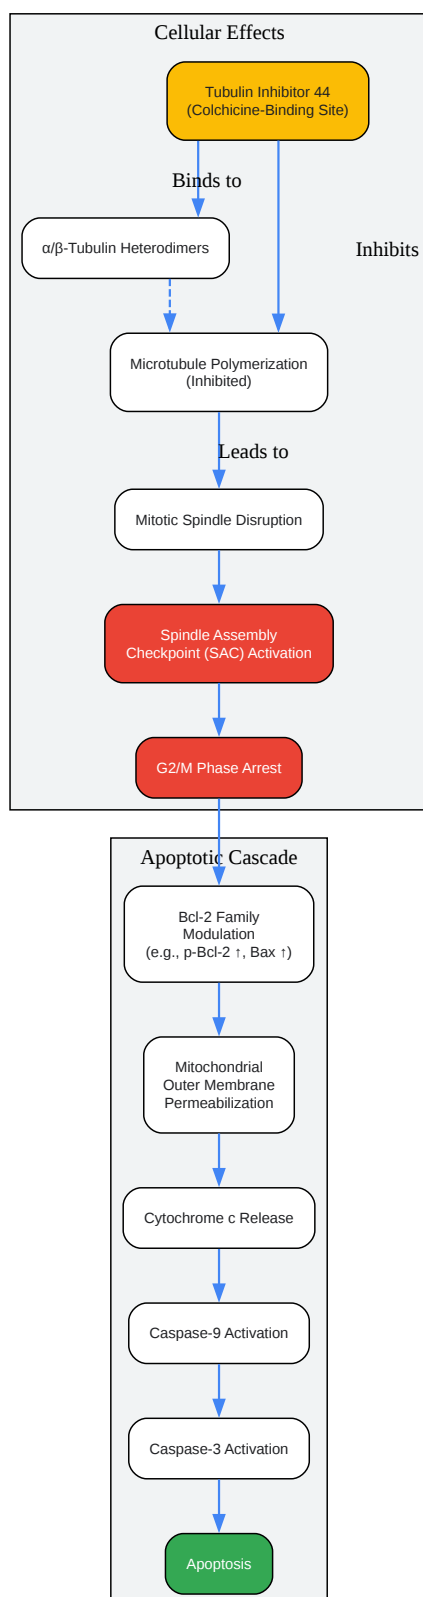 Cellular Effects
Tubulin Inhibitor 44
(Colchicine-Binding Site)
Binds to
α/β-Tubulin Heterodimers
Inhibits
Microtubule Polymerization
(Inhibited)
Leads to
Mitotic Spindle Disruption
Spindle Assembly
Checkpoint (SAC) Activation
G2/M Phase Arrest
Apoptotic Cascade
Bcl-2 Family
Modulation
(e.g., p-Bcl-2 ↑, Bax ↑)
Mitochondrial
Outer Membrane
Permeabilization
Cytochrome c Release
Caspase-9 Activation
Caspase-3 Activation
Apoptosis